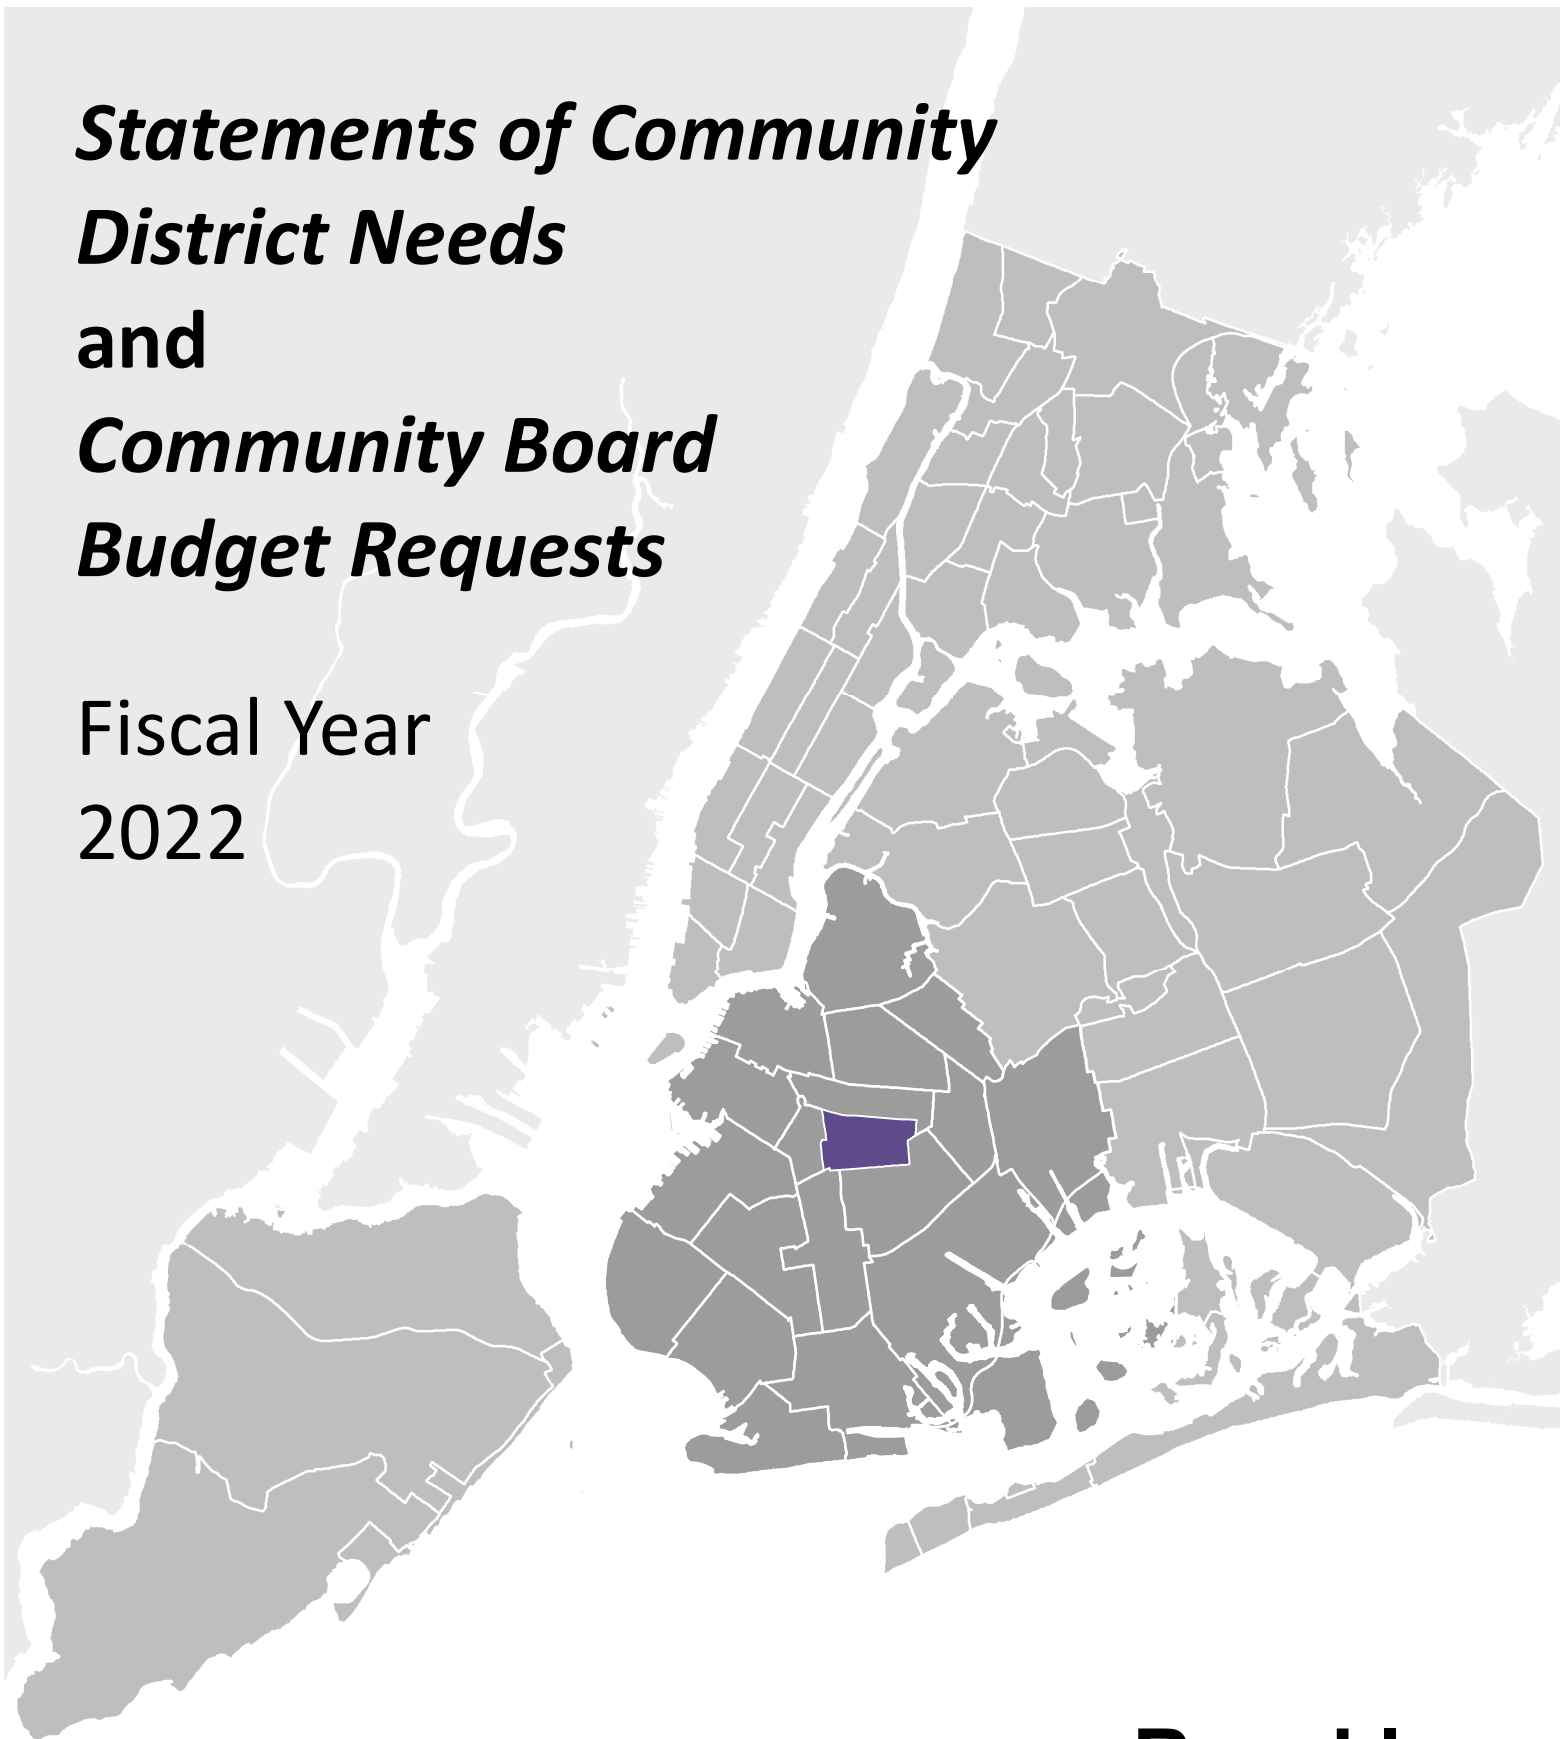 Statements of Community
District Needs
and
Community Board
Budget Requests
Fiscal Year
2022